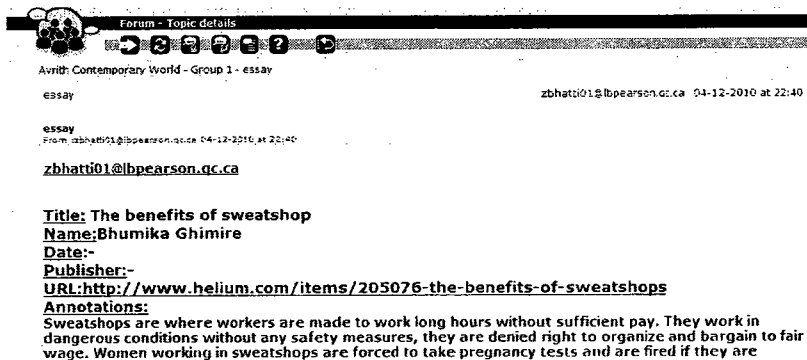 Forum - Topic details
Avrith Contemporary World - Group 1 - essay
essay zbhatti01@lbpearson.qc.ca 04-12-2010 at 22:40
essay
From zbhatti01@lbpearson.qc.ca 04-12-2010 at 22:40
zbhatti01@lbpearson.qc.ca
Title: The benefits of sweatshop
Name:Bhumika Ghimire
Date:-
Publisher:-
URL:http://www.helium.com/items/205076-the-benefits-of-sweatshops
Annotations:
Sweatshops are where workers are made to work long hours without sufficient pay. They work in
dangerous conditions without any safety measures, they are denied right to organize and bargain to fair
wage. Women working in sweatshops are forced to take pregnancy tests and are fired if they are